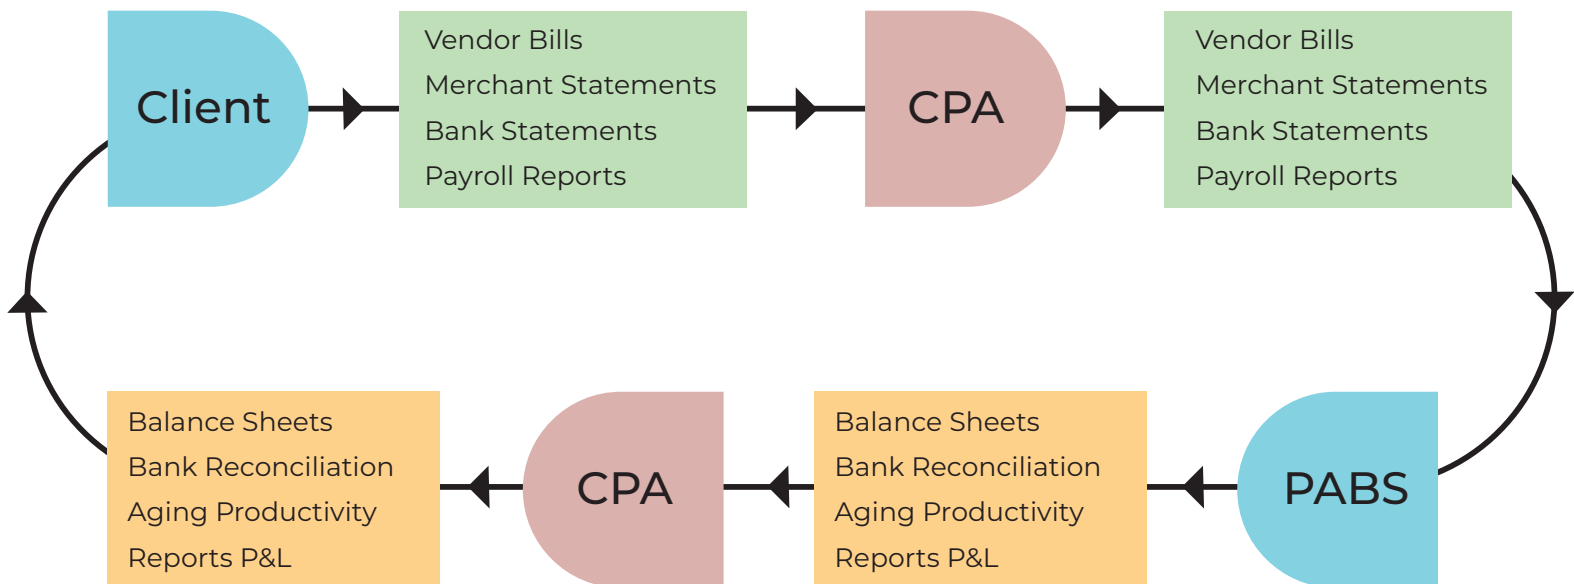 Client
Vendor Bills
Merchant Statements
Bank Statements
Payroll Reports
CPA
Vendor Bills
Merchant Statements
Bank Statements
Payroll Reports
Balance Sheets
Bank Reconciliation
Aging Productivity
Reports P&L
CPA
Balance Sheets
Bank Reconciliation
Aging Productivity
Reports P&L
PABS